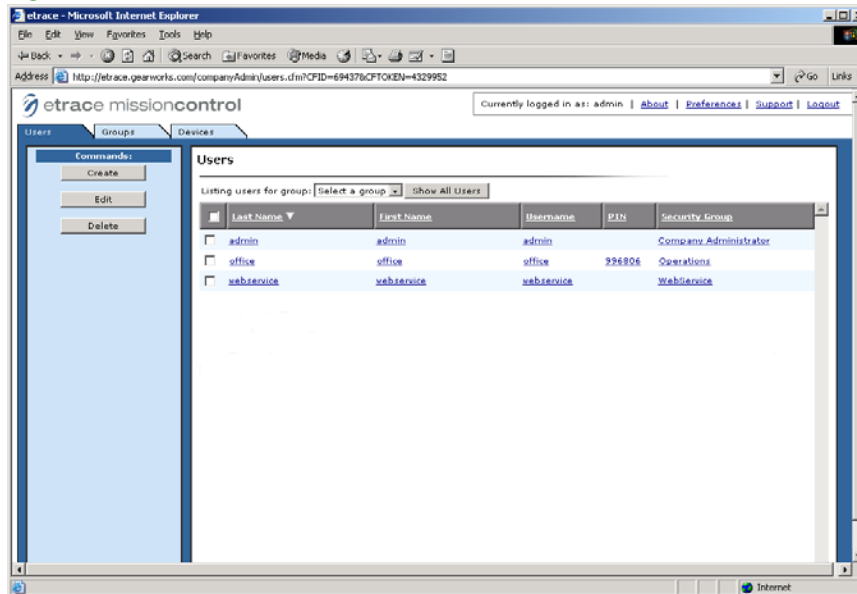 etrace - Microsoft Internet Explorer
File Edit View Favorites Tools Help
Back Search Favorites Media
Address http://etrace.gearworks.com/companyAdmin/users.cfm?CFID=69437&CFTOKEN=4329952 Go Links
etrace missioncontrol
Currently logged in as: admin | About | Preferences | Support | Logout
Users Groups Devices
Commands:
Create
Edit
Delete
Users
Listing users for group: Select a group Show All Users
Last Name First Name Username PIN Security Group
admin admin admin Company Administrator
office office office 996806 Operations
webservice webservice webservice WebService
Internet